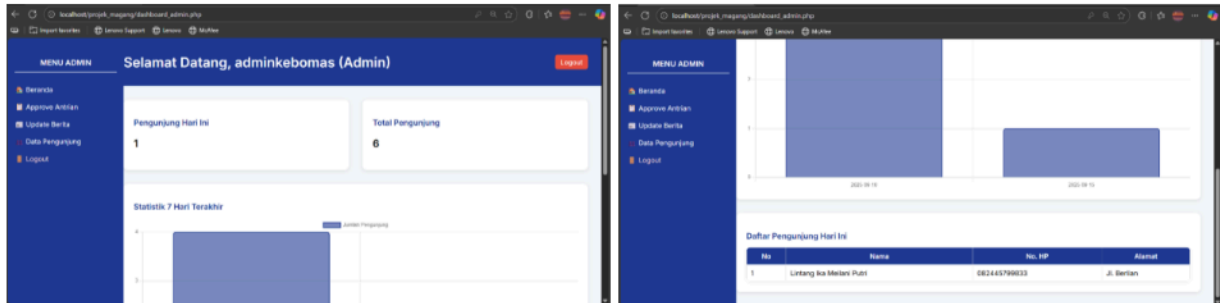 localhost/projek_magang/dashboard_admin.php
Import favorites Lenovo Support Lenovo McAfee
MENU ADMIN
Beranda
Approve Antrian
Update Berita
Data Pengunjung
Logout
Selamat Datang, adminkebomas (Admin)
Logout
Pengunjung Hari Ini
1
Total Pengunjung
6
Statistik 7 Hari Terakhir
Jumlah Pengunjung
4
3
localhost/projek_magang/dashboard_admin.php
Import favorites Lenovo Support Lenovo McAfee
MENU ADMIN
Beranda
Approve Antrian
Update Berita
Data Pengunjung
Logout
2
1
0
Daftar Pengunjung Hari Ini
No Nama No. HP Alamat
1 Lintang Ika Meilani Putri 082445799833 Jl. Berlian